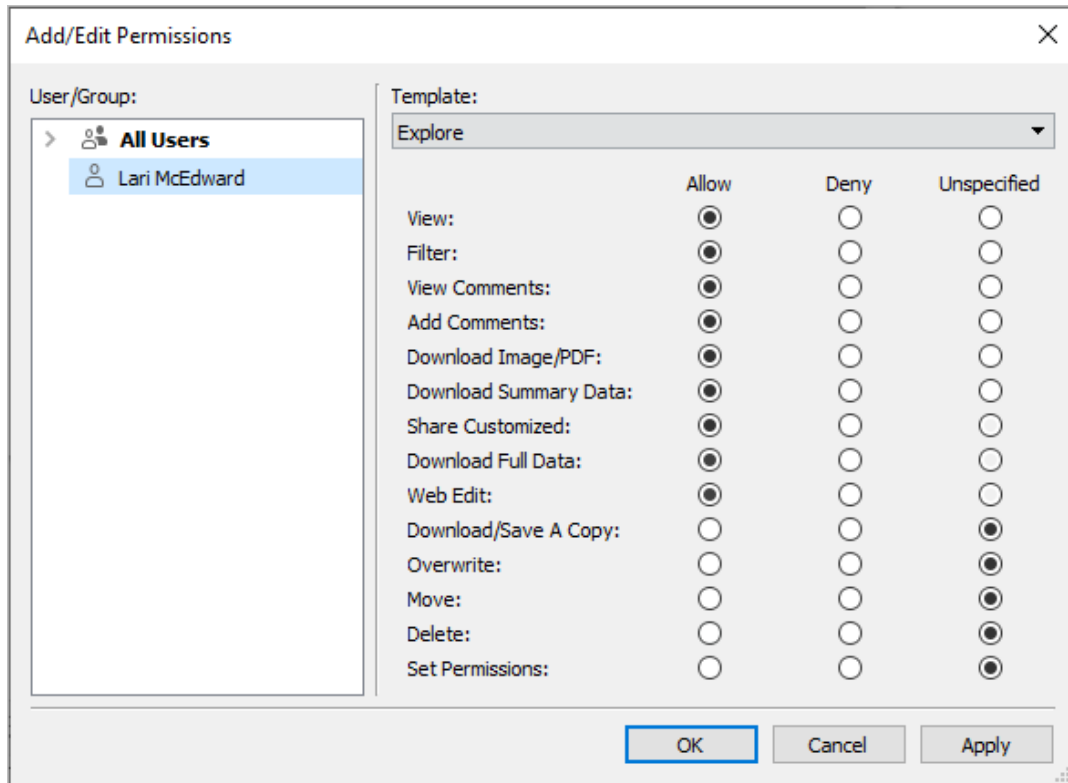 Add/Edit Permissions
User/Group:
All Users
Lari McEdward
Template:
Explore
Allow Deny Unspecified
View:
Filter:
View Comments:
Add Comments:
Download Image/PDF:
Download Summary Data:
Share Customized:
Download Full Data:
Web Edit:
Download/Save A Copy:
Overwrite:
Move:
Delete:
Set Permissions:
OK Cancel Apply